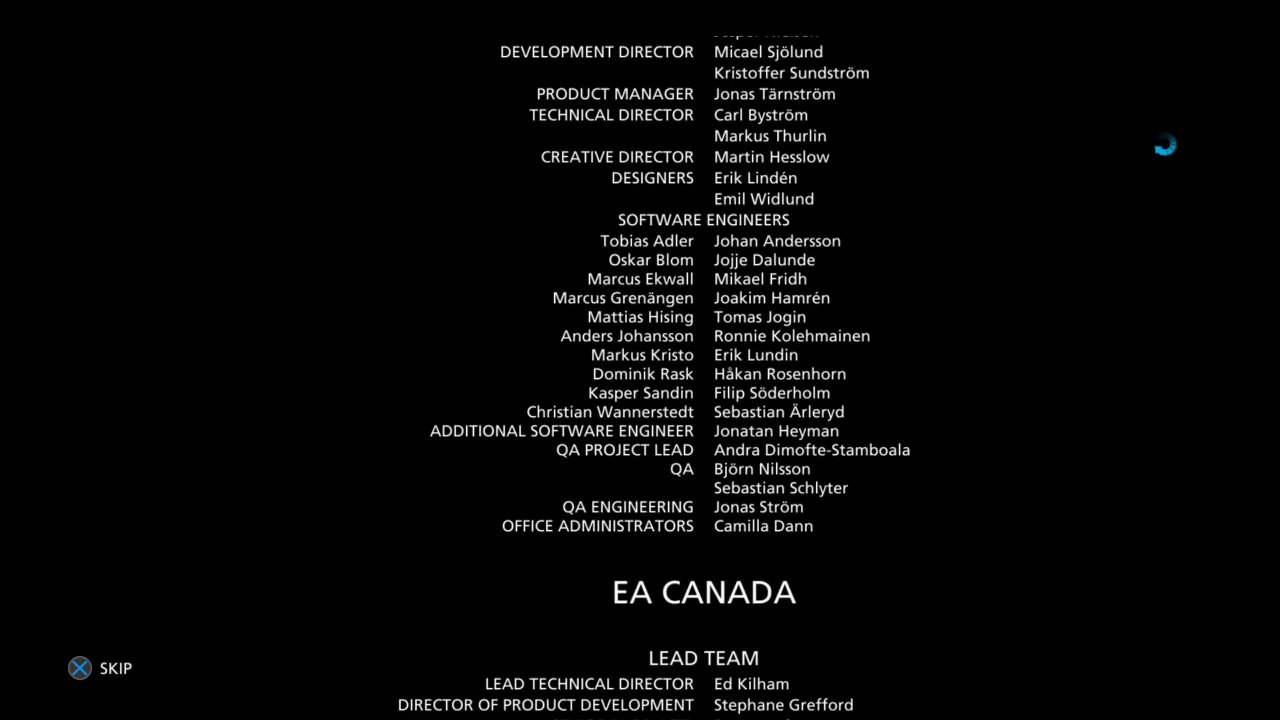 DEVELOPMENT DIRECTOR Micael Sjölund
Kristoffer Sundström
PRODUCT MANAGER Jonas Tärnström
TECHNICAL DIRECTOR Carl Byström
Markus Thurlin
CREATIVE DIRECTOR Martin Hesslow
DESIGNERS Erik Lindén
Emil Widlund
SOFTWARE ENGINEERS
Tobias Adler Johan Andersson
Oskar Blom Jojje Dalunde
Marcus Ekwall Mikael Fridh
Marcus Grenängen Joakim Hamrén
Mattias Hising Tomas Jogin
Anders Johansson Ronnie Kolehmainen
Markus Kristo Erik Lundin
Dominik Rask Håkan Rosenhorn
Kasper Sandin Filip Söderholm
Christian Wannerstedt Sebastian Ärleryd
ADDITIONAL SOFTWARE ENGINEER Jonatan Heyman
QA PROJECT LEAD Andra Dimofte-Stamboala
QA Björn Nilsson
Sebastian Schlyter
QA ENGINEERING Jonas Ström
OFFICE ADMINISTRATORS Camilla Dann
EA CANADA
LEAD TEAM
SKIP
LEAD TECHNICAL DIRECTOR Ed Kilham
DIRECTOR OF PRODUCT DEVELOPMENT Stephane Grefford